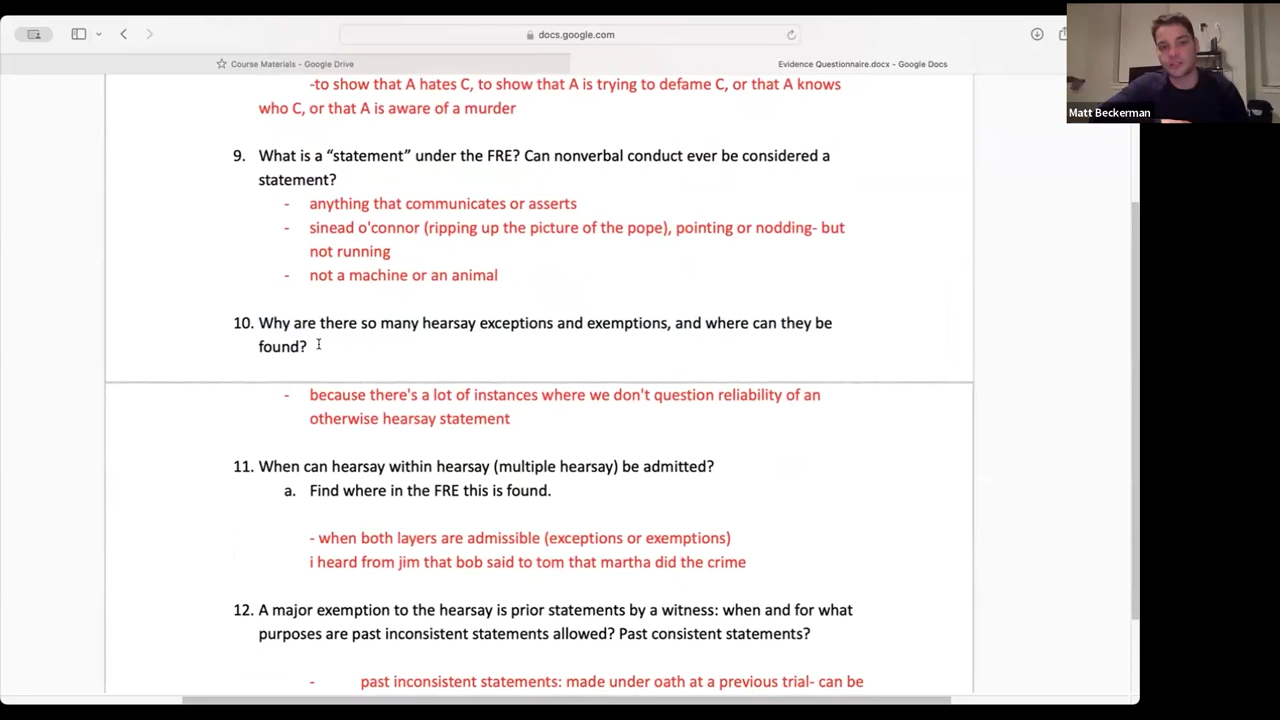 docs.google.com
Course Materials - Google Drive
Evidence Questionnaire.docx - Google Docs
Matt Beckerman
-to show that A hates C, to show that A is trying to defame C, or that A knows
who C, or that A is aware of a murder
9. What is a “statement” under the FRE? Can nonverbal conduct ever be considered a
statement?
- anything that communicates or asserts
- sinead o'connor (ripping up the picture of the pope), pointing or nodding- but
not running
- not a machine or an animal
10. Why are there so many hearsay exceptions and exemptions, and where can they be
found?
- because there's a lot of instances where we don't question reliability of an
otherwise hearsay statement
11. When can hearsay within hearsay (multiple hearsay) be admitted?
a. Find where in the FRE this is found.
- when both layers are admissible (exceptions or exemptions)
i heard from jim that bob said to tom that martha did the crime
12. A major exemption to the hearsay is prior statements by a witness: when and for what
purposes are past inconsistent statements allowed? Past consistent statements?
- past inconsistent statements: made under oath at a previous trial- can be